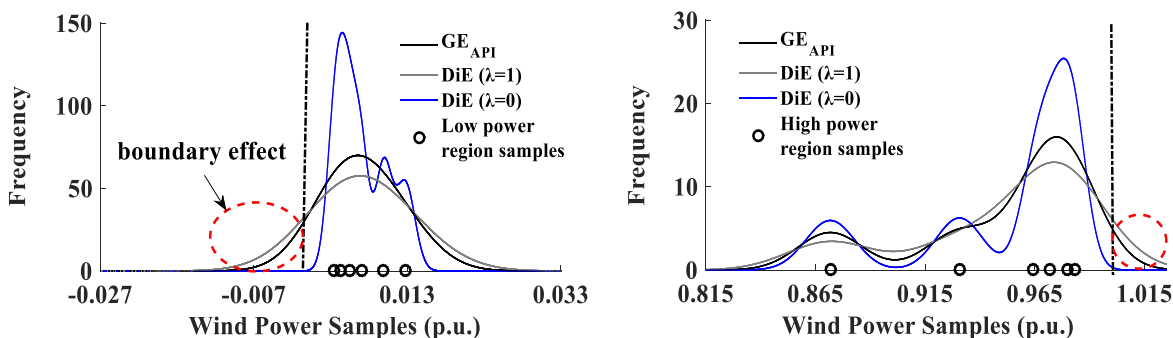 150
100
50
0
Frequency
boundary effect
GE_API
DiE (λ=1)
DiE (λ=0)
Low power
region samples
-0.027
-0.007
0.013
0.033
Wind Power Samples (p.u.)
30
20
10
0
Frequency
GE_API
DiE (λ=1)
DiE (λ=0)
High power
region samples
0.815
0.865
0.915
0.965
1.015
Wind Power Samples (p.u.)